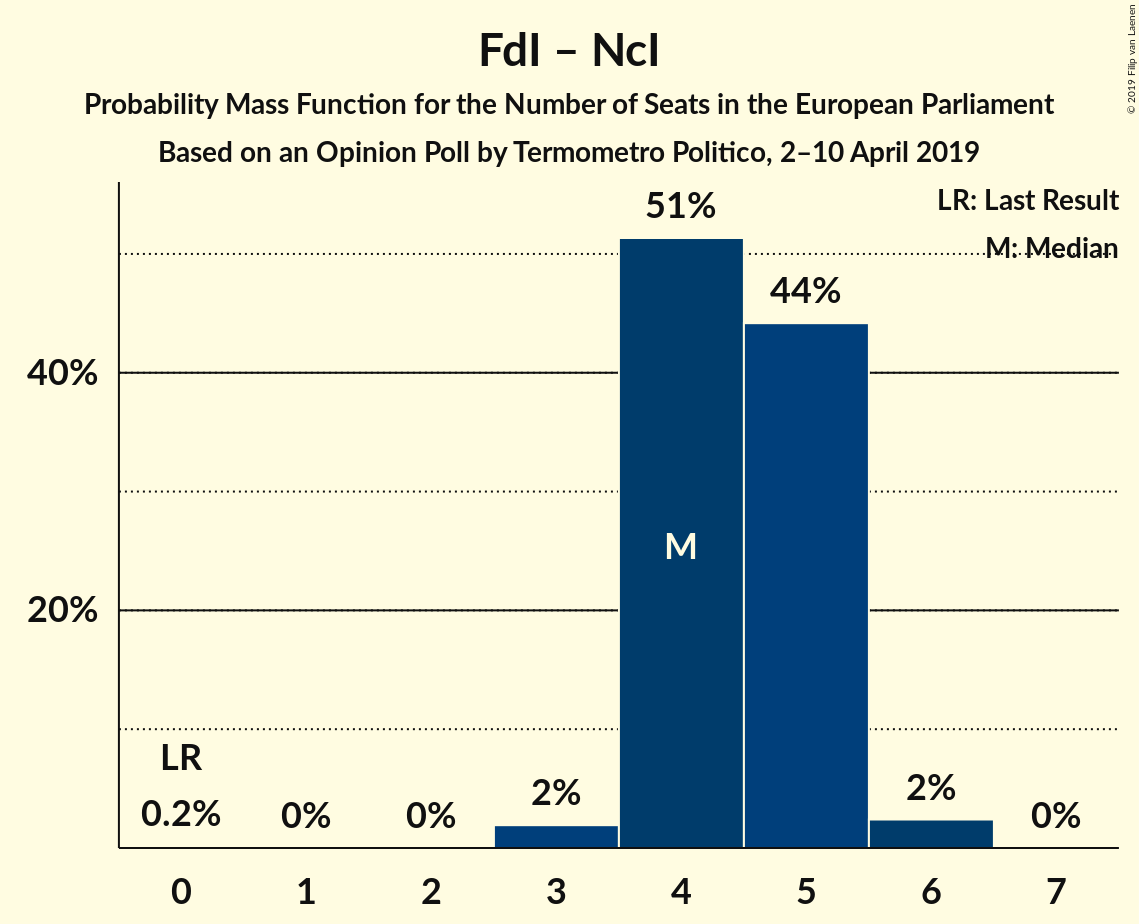 FdI – NcI
Probability Mass Function for the Number of Seats in the European Parliament
Based on an Opinion Poll by Termometro Politico, 2–10 April 2019
© 2019 Filip van Laenen
LR: Last Result
M: Median
51%
44%
40%
M
20%
LR
0.2%
0%
0%
2%
2%
0%
0
1
2
3
4
5
6
7